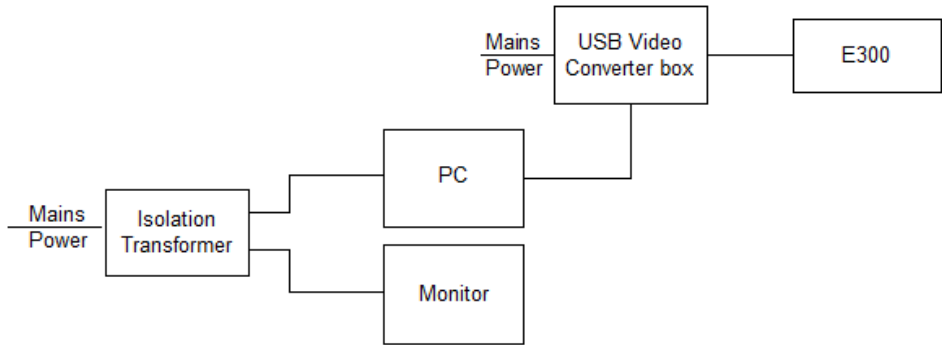 Mains
Power
USB Video
Converter box
E300
PC
Mains
Power
Isolation
Transformer
Monitor